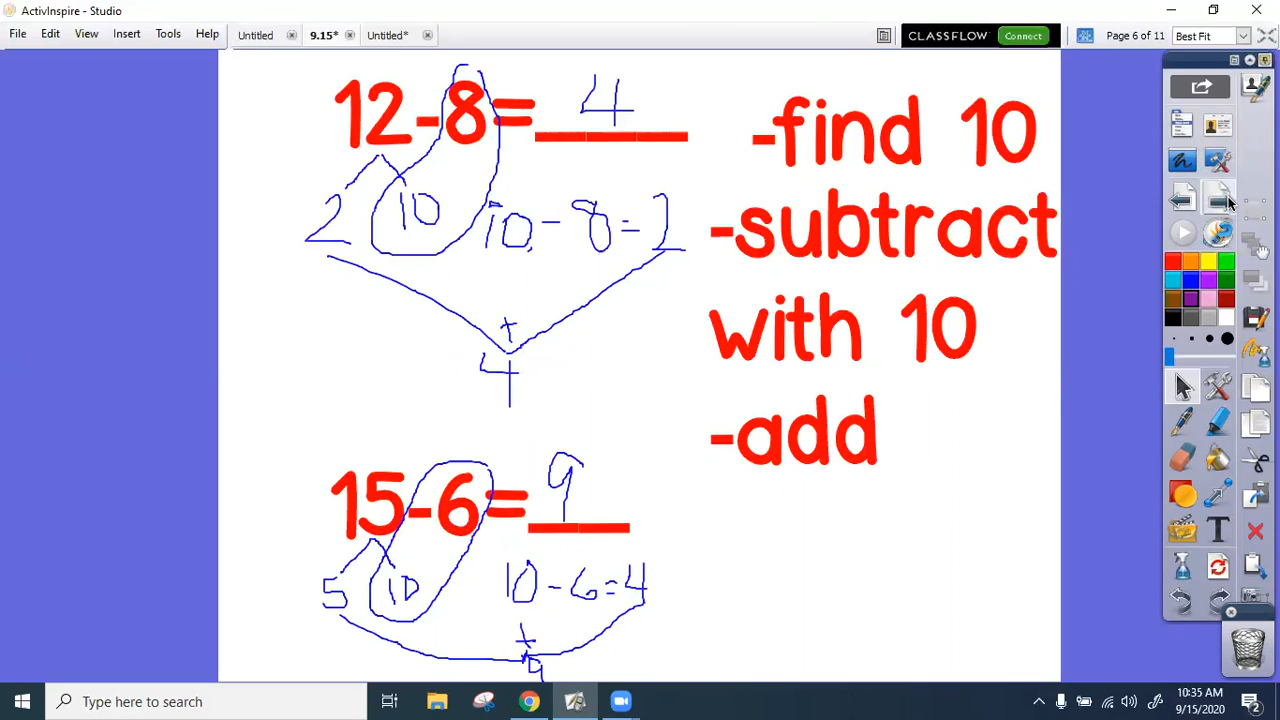 ActivInspire - Studio
File Edit View Insert Tools Help Untitled 9.15* Untitled* CLASSFLOW Connect Page 6 of 11 Best Fit
12-8= 4
2 10 10-8=2
+
4
-find 10
-subtract
with 10
-add
15-6= 9
5 10 10-6=4
+
9
T
Type here to search
10:35 AM
9/15/2020
2